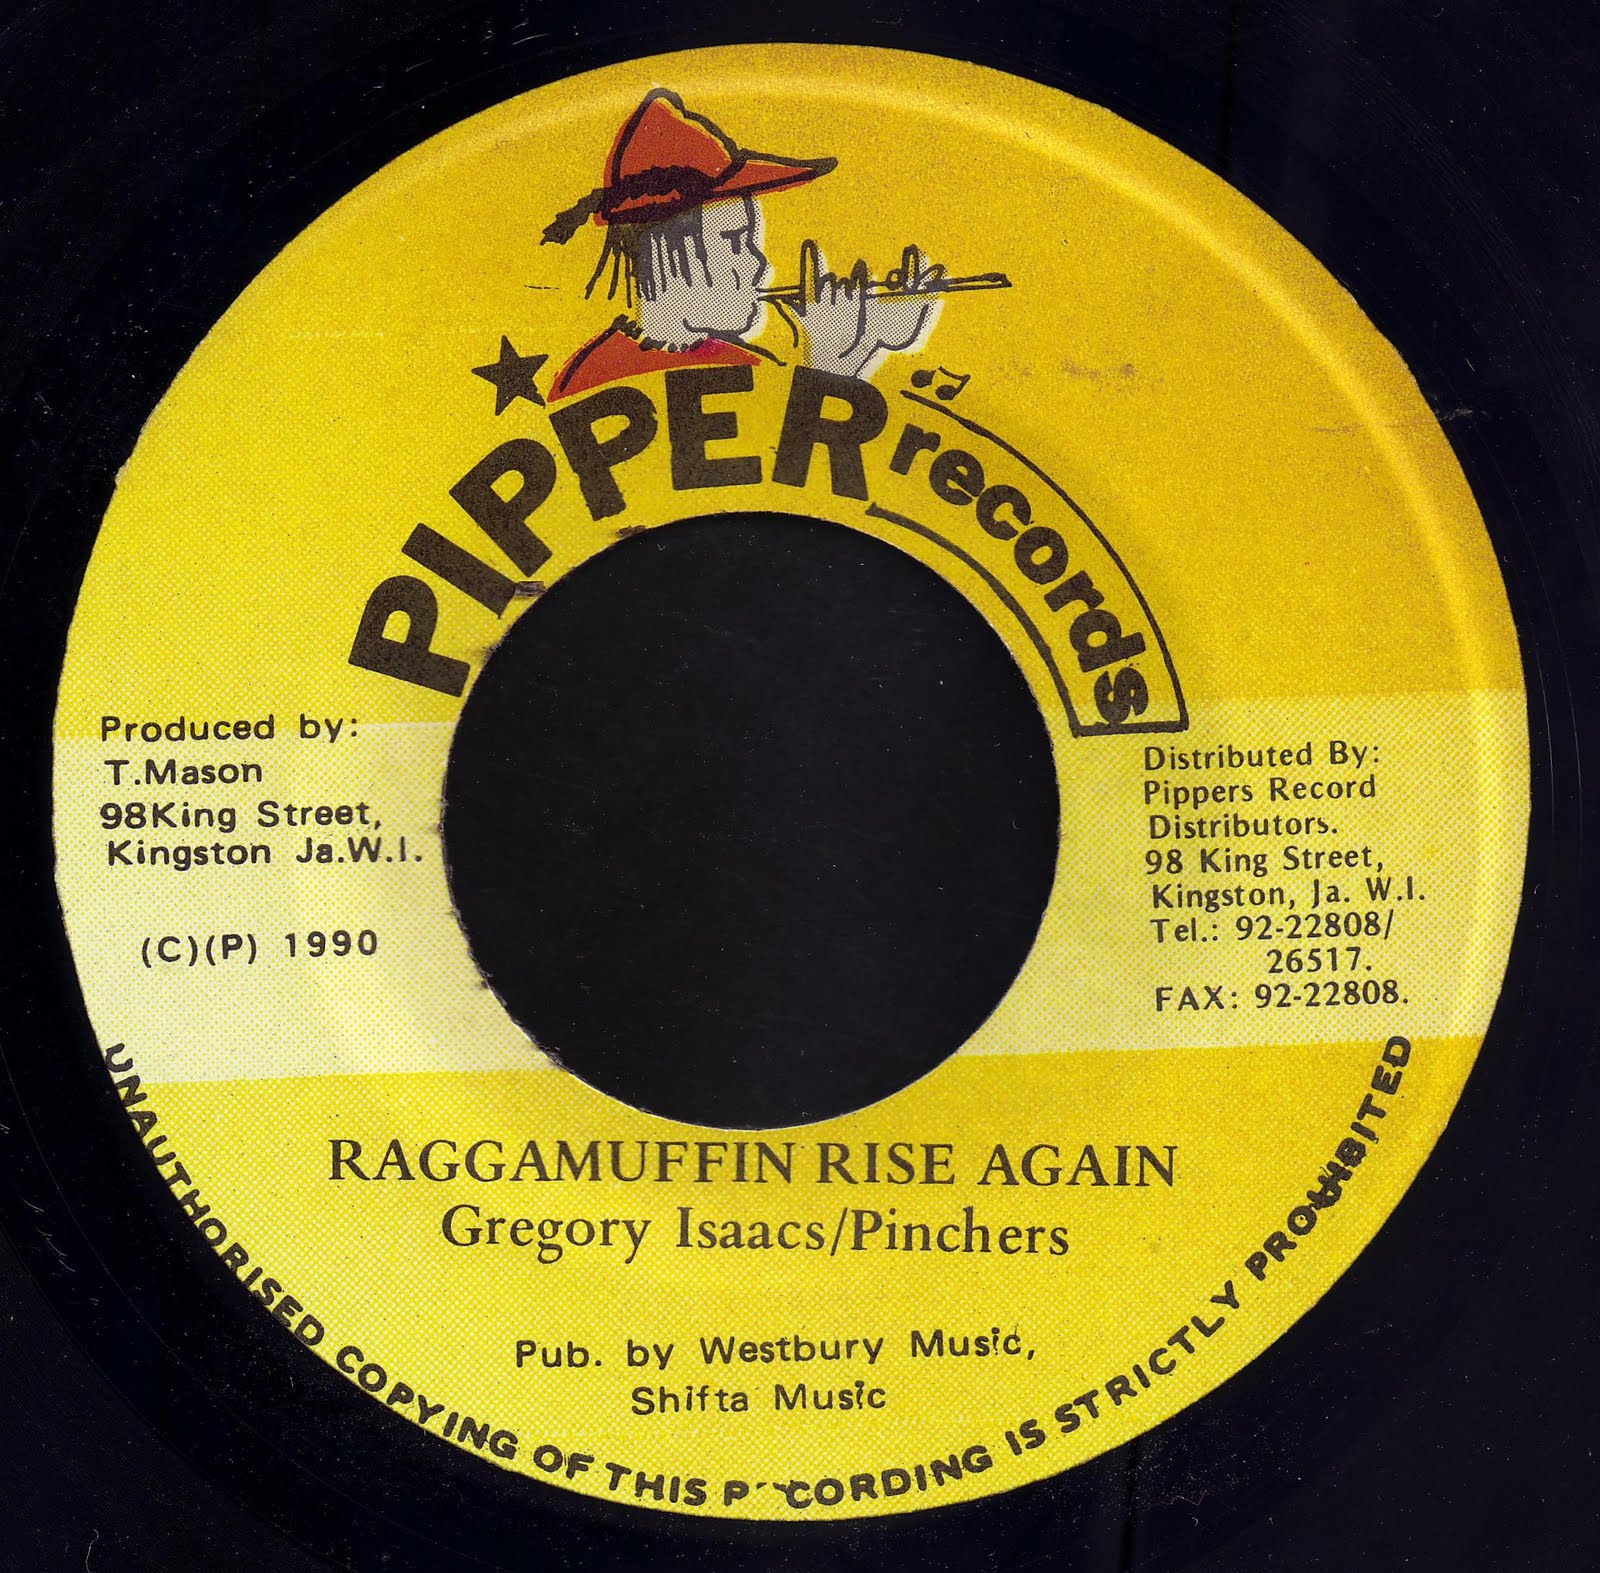 PIPPER records
Produced by:
T.Mason
98King Street,
Kingston Ja.W.I.
(C)(P) 1990
Distributed By:
Pippers Record
Distributors.
98 King Street,
Kingston, Ja. W.I.
Tel.: 92-22808/
26517.
FAX: 92-22808.
RAGGAMUFFIN RISE AGAIN
Gregory Isaacs/Pinchers
Pub. by Westbury Music,
Shifta Music
UNAUTHORISED COPYING OF THIS IS STRICTLY PROHIBITED